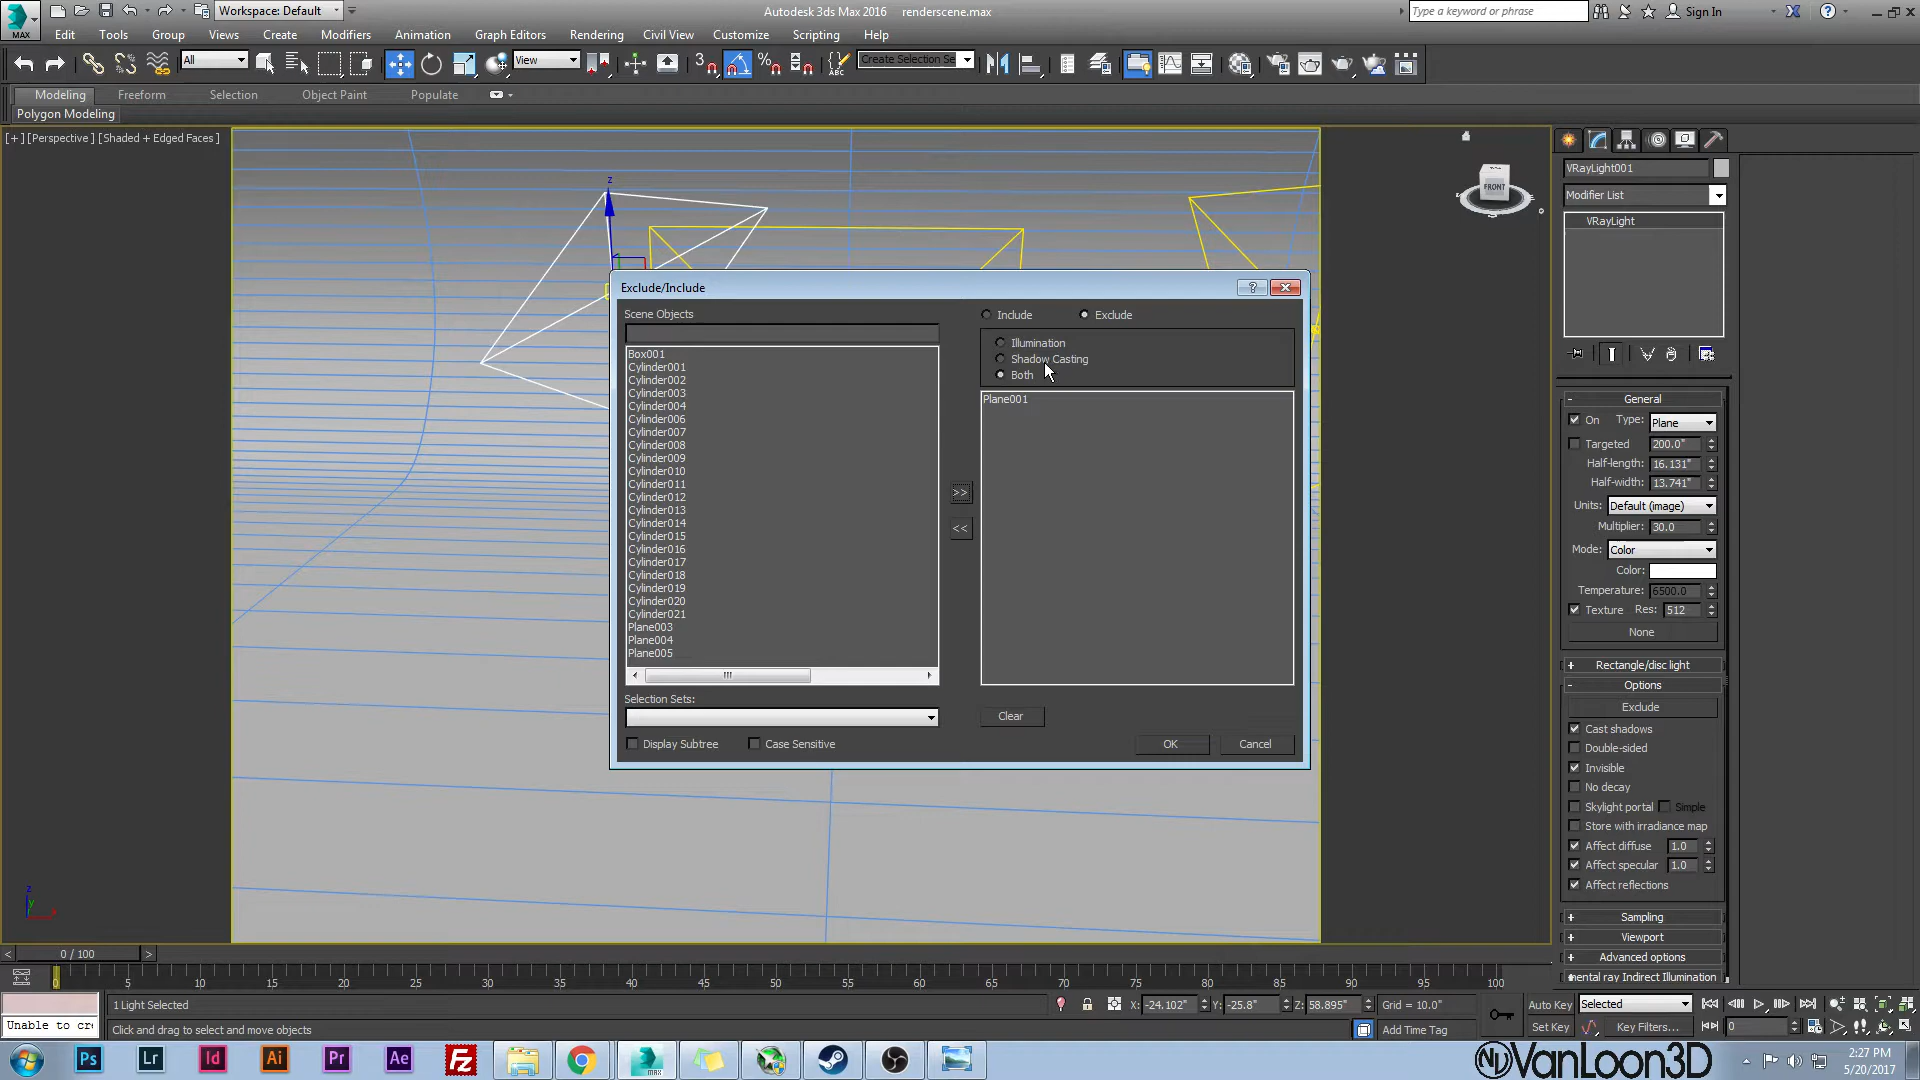 Workspace: Default
Autodesk 3ds Max 2016 renderscene.max
Type a keyword or phrase
Sign In
MAX
Edit Tools Group Views Create Modifiers Animation Graph Editors Rendering Civil View Customize Scripting Help
All
View
Create Selection Se
Modeling Freeform Selection Object Paint Populate
Polygon Modeling
[+] [Perspective] [Shaded + Edged Faces]
FRONT
z
Exclude/Include
Scene Objects
Include Exclude
Illumination
Shadow Casting
Both
Box001
Cylinder001
Cylinder002
Cylinder003
Cylinder004
Cylinder006
Cylinder007
Cylinder008
Cylinder009
Cylinder010
Cylinder011
Cylinder012
Cylinder013
Cylinder014
Cylinder015
Cylinder016
Cylinder017
Cylinder018
Cylinder019
Cylinder020
Cylinder021
Plane003
Plane004
Plane005
>>
<<
Plane001
Selection Sets:
Clear
Display Subtree Case Sensitive
OK Cancel
VRayLight001
Modifier List
VRayLight
- General
On Type: Plane
Targeted 200.0"
Half-length: 16.131"
Half-width: 13.741"
Units: Default (image)
Multiplier: 30.0
Mode: Color
Color:
Temperature: 6500.0
Texture Res: 512
None
+ Rectangle/disc light
- Options
Exclude
Cast shadows
Double-sided
Invisible
No decay
Skylight portal Simple
Store with irradiance map
Affect diffuse 1.0
Affect specular 1.0
Affect reflections
+ Sampling
+ Viewport
+ Advanced options
mental ray Indirect Illumination
z
y
x
< 0 / 100 >
0 5 10 15 20 25 30 35 40 45 50 55 60 65 70 75 80 85 90 95 100
1 Light Selected
X: -24.102" Y: -25.8" Z: 58.895" Grid = 10.0"
Auto Key Selected
Unable to cre
Click and drag to select and move objects
Add Time Tag
Set Key Key Filters... 0
Ps Lr Id Ai Pr Ae Fz MAX
VanLoon3D
2:27 PM
5/20/2017